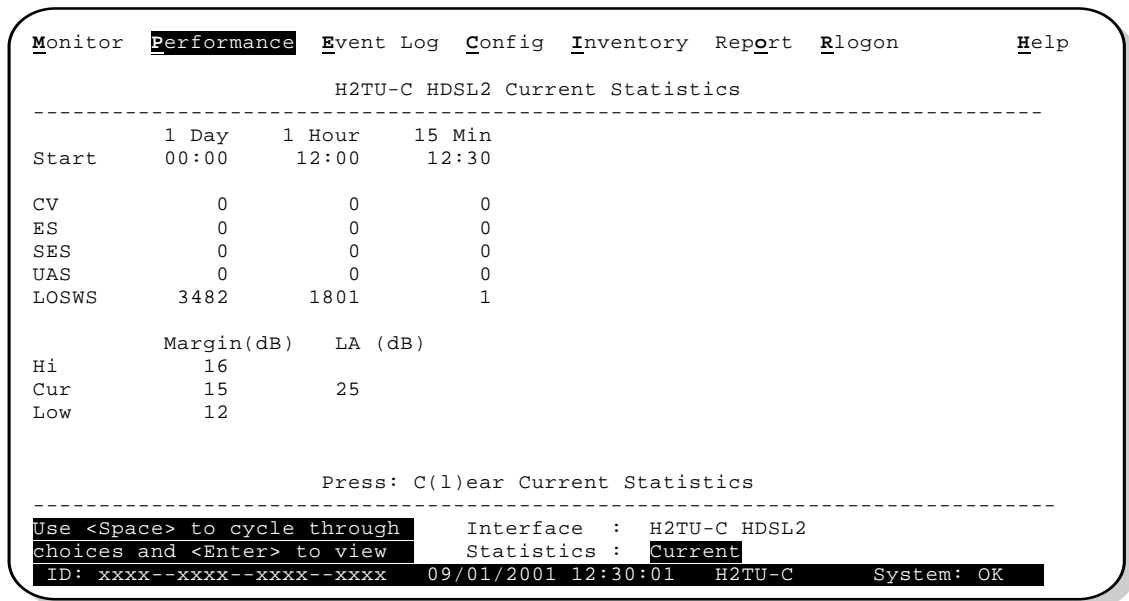 Monitor Performance Event Log Config Inventory Report Rlogon Help
H2TU-C HDSL2 Current Statistics
--------------------------------------------------------------------------------
1 Day 1 Hour 15 Min
Start 00:00 12:00 12:30
CV 0 0 0
ES 0 0 0
SES 0 0 0
UAS 0 0 0
LOSWS 3482 1801 1
Margin(dB) LA (dB)
Hi 16
Cur 15 25
Low 12
Press: C(l)ear Current Statistics
--------------------------------------------------------------------------------
Use <Space> to cycle through Interface : H2TU-C HDSL2
choices and <Enter> to view Statistics : Current
ID: xxxx--xxxx--xxxx--xxxx 09/01/2001 12:30:01 H2TU-C System: OK